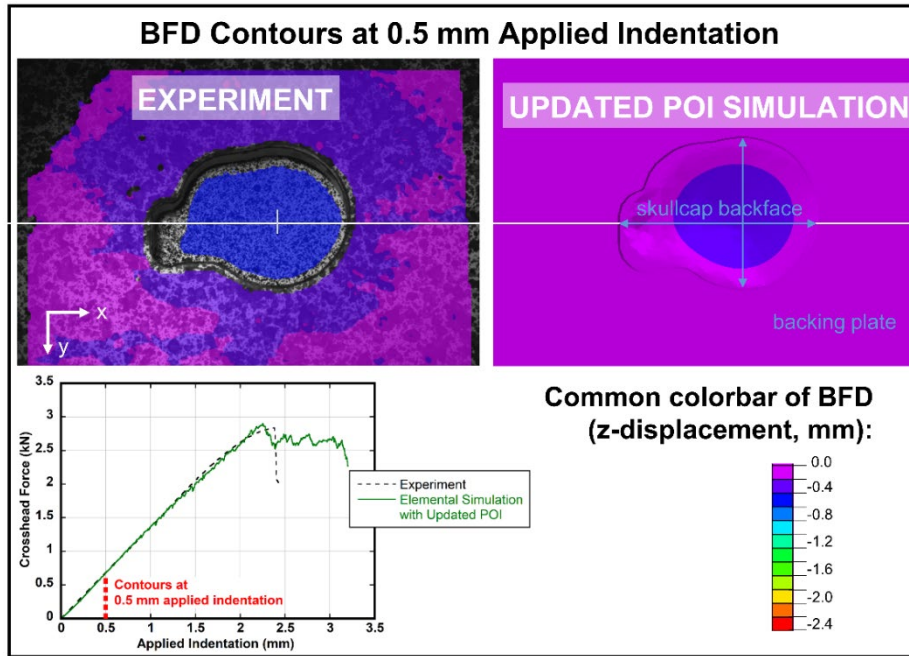 BFD Contours at 0.5 mm Applied Indentation
EXPERIMENT
UPDATED POI SIMULATION
skullcap backface
x
y
backing plate
3.5
3
2.5
2
1.5
1
0.5
0
Crosshead Force (kN)
Experiment
Elemental Simulation
with Updated POI
Contours at
0.5 mm applied indentation
0 0.5 1 1.5 2 2.5 3 3.5
Applied Indentation (mm)
Common colorbar of BFD
(z-displacement, mm):
0.0
-0.4
-0.8
-1.2
-1.6
-2.0
-2.4